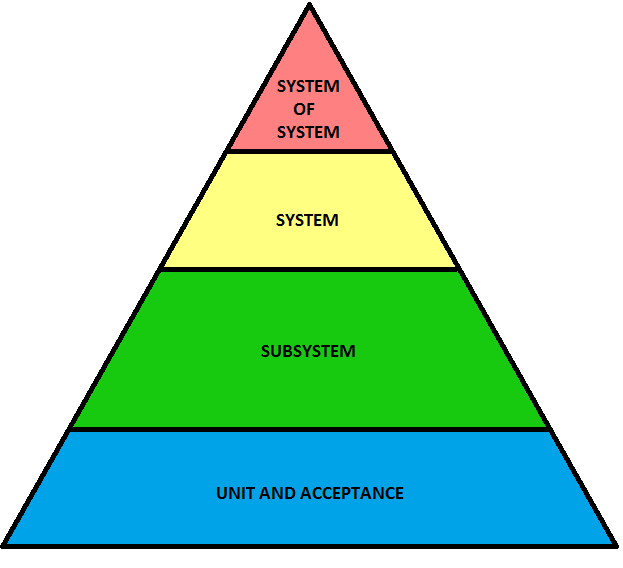 SYSTEM
OF
SYSTEM
SYSTEM
SUBSYSTEM
UNIT AND ACCEPTANCE